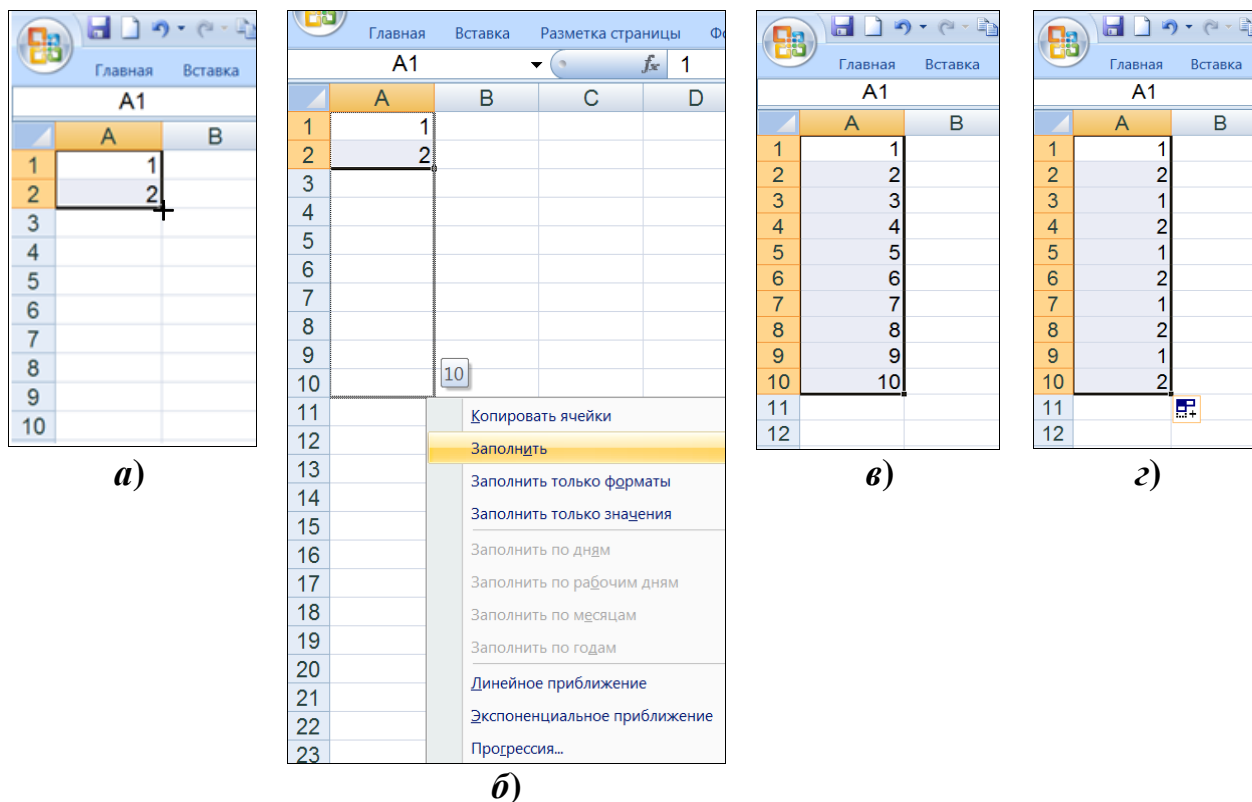 Главная Вставка
A1
A B
1 1
2 2
3
4
5
6
7
8
9
10
а)
Главная Вставка Разметка страницы
A1 fx 1
A B C D
1 1
2 2
3
4
5
6
7
8
9
10 10
11 Копировать ячейки
12 Заполнить
13 Заполнить только форматы
14 Заполнить только значения
15
16 Заполнить по дням
17 Заполнить по рабочим дням
18 Заполнить по месяцам
19 Заполнить по годам
20
21 Линейное приближение
22 Экспоненциальное приближение
23 Прогрессия...
б)
Главная Вставка
A1
A B
1 1
2 2
3 3
4 4
5 5
6 6
7 7
8 8
9 9
10 10
11
12
в)
Главная Вставка
A1
A B
1 1
2 2
3 1
4 2
5 1
6 2
7 1
8 2
9 1
10 2
11
12
г)